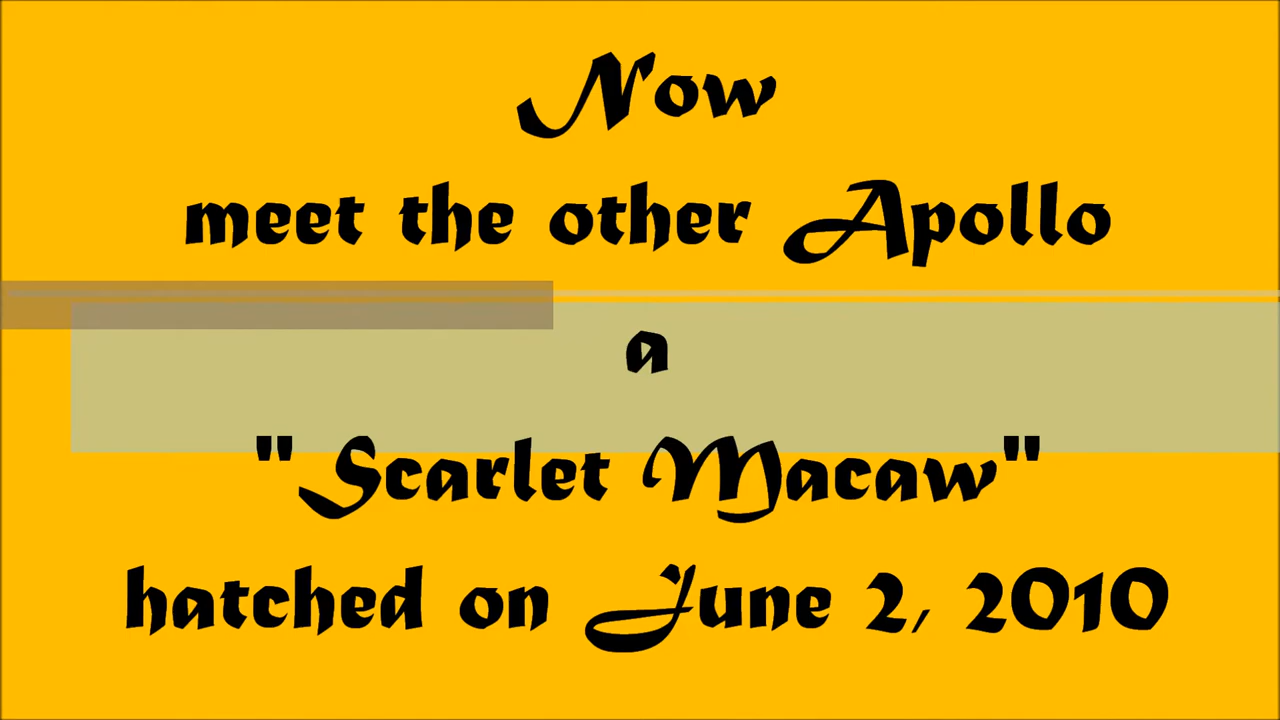 Now
meet the other Apollo
a
"Scarlet Macaw"
hatched on June 2, 2010